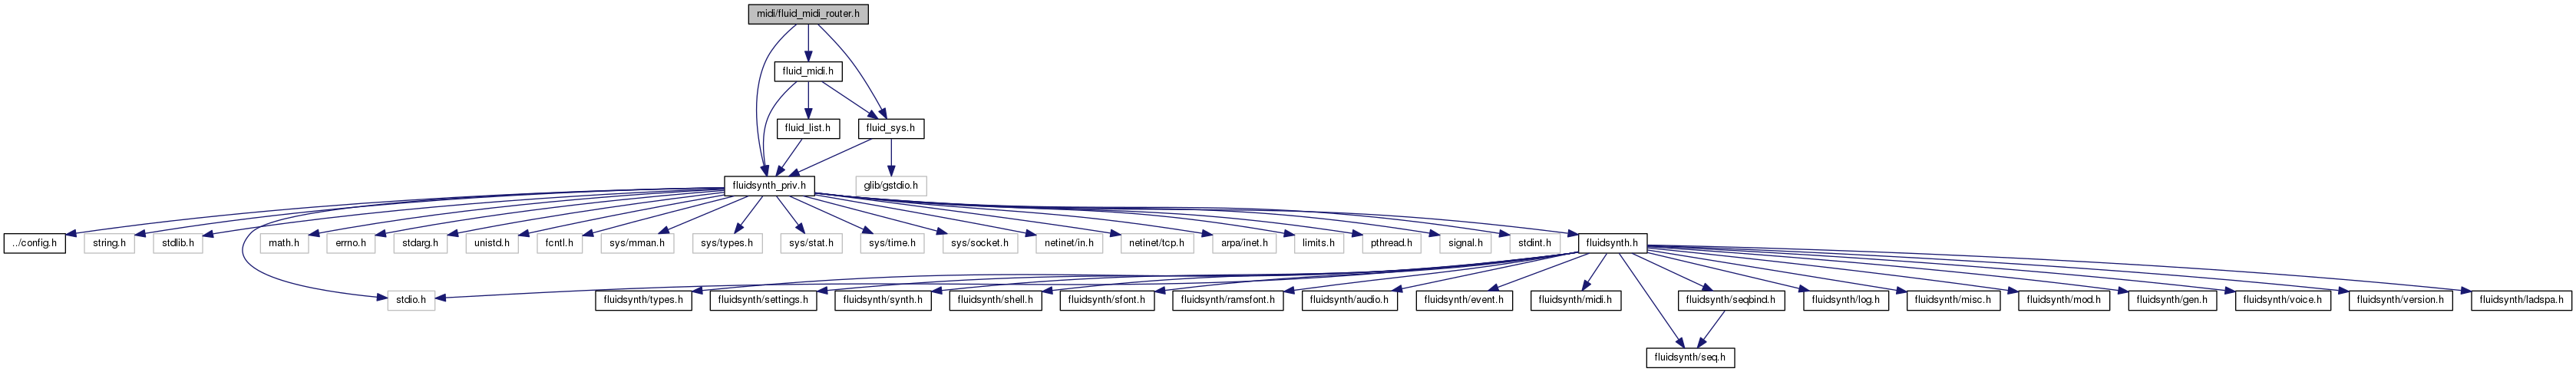 midi/fluid_midi_router.h
fluid_midi.h
fluid_list.h
fluid_sys.h
fluidsynth_priv.h
glib/gstdio.h
../config.h
string.h
stdlib.h
math.h
errno.h
stdarg.h
unistd.h
fcntl.h
sys/mman.h
sys/types.h
sys/stat.h
sys/time.h
sys/socket.h
netinet/in.h
netinet/tcp.h
arpa/inet.h
limits.h
pthread.h
signal.h
stdint.h
fluidsynth.h
stdio.h
fluidsynth/types.h
fluidsynth/settings.h
fluidsynth/synth.h
fluidsynth/shell.h
fluidsynth/sfont.h
fluidsynth/ramsfont.h
fluidsynth/audio.h
fluidsynth/event.h
fluidsynth/midi.h
fluidsynth/seqbind.h
fluidsynth/log.h
fluidsynth/misc.h
fluidsynth/mod.h
fluidsynth/gen.h
fluidsynth/voice.h
fluidsynth/version.h
fluidsynth/ladspa.h
fluidsynth/seq.h